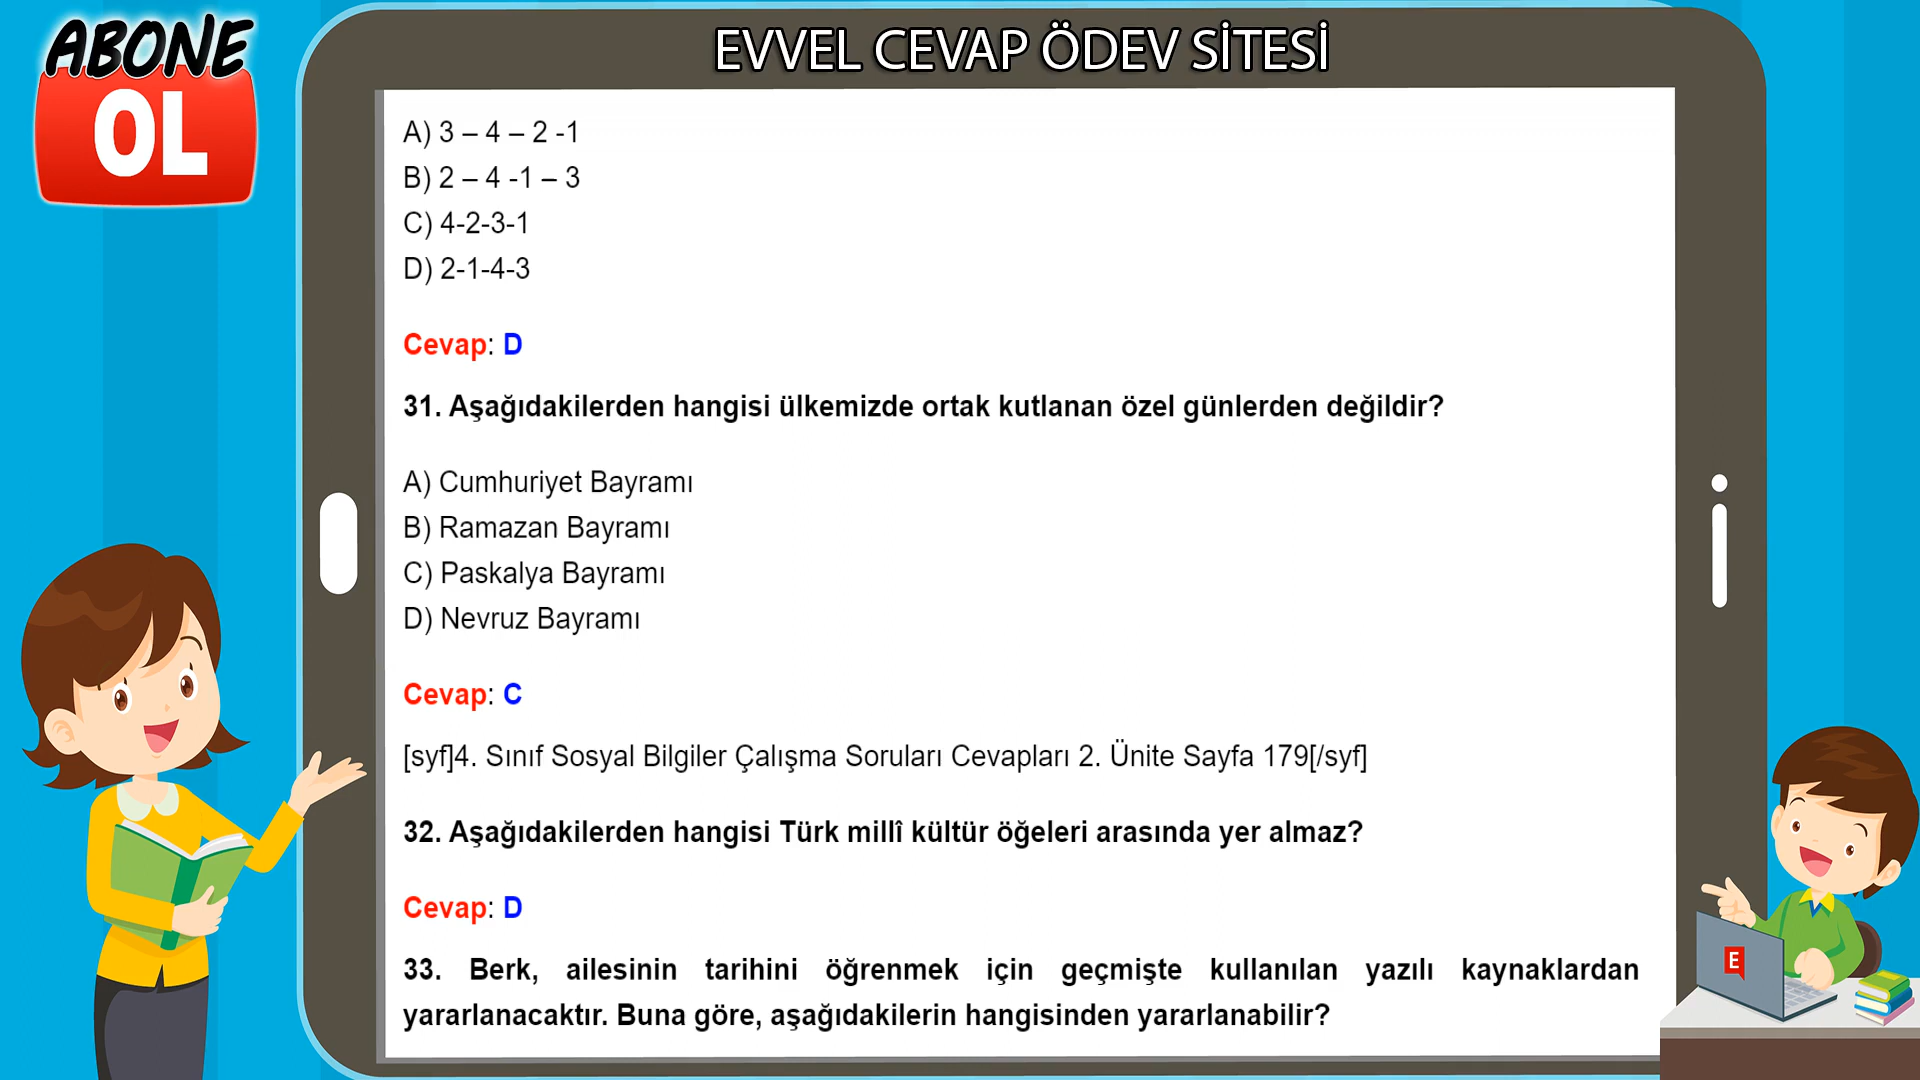 ABONE
OL
EVVEL CEVAP ÖDEV SİTESİ
A) 3 – 4 – 2 -1
B) 2 – 4 -1 – 3
C) 4-2-3-1
D) 2-1-4-3
Cevap: D
31. Aşağıdakilerden hangisi ülkemizde ortak kutlanan özel günlerden değildir?
A) Cumhuriyet Bayramı
B) Ramazan Bayramı
C) Paskalya Bayramı
D) Nevruz Bayramı
Cevap: C
[syf]4. Sınıf Sosyal Bilgiler Çalışma Soruları Cevapları 2. Ünite Sayfa 179[/syf]
32. Aşağıdakilerden hangisi Türk millî kültür öğeleri arasında yer almaz?
Cevap: D
33. Berk, ailesinin tarihini öğrenmek için geçmişte kullanılan yazılı kaynaklardan
yararlanacaktır. Buna göre, aşağıdakilerin hangisinden yararlanabilir?
E